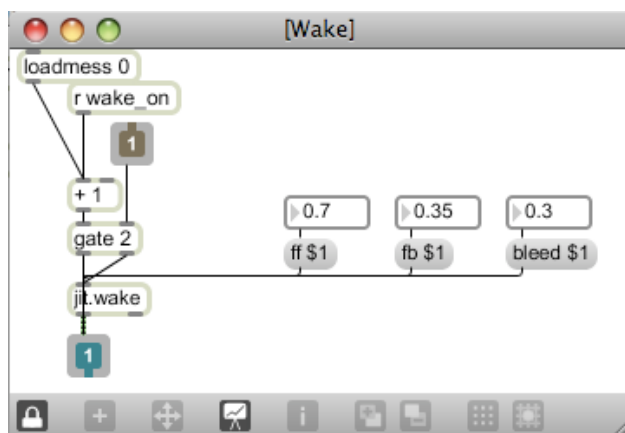 [Wake]
loadmess 0
r wake_on
1
+ 1
gate 2
0.7
0.35
0.3
ff $1
fb $1
bleed $1
jit.wake
1